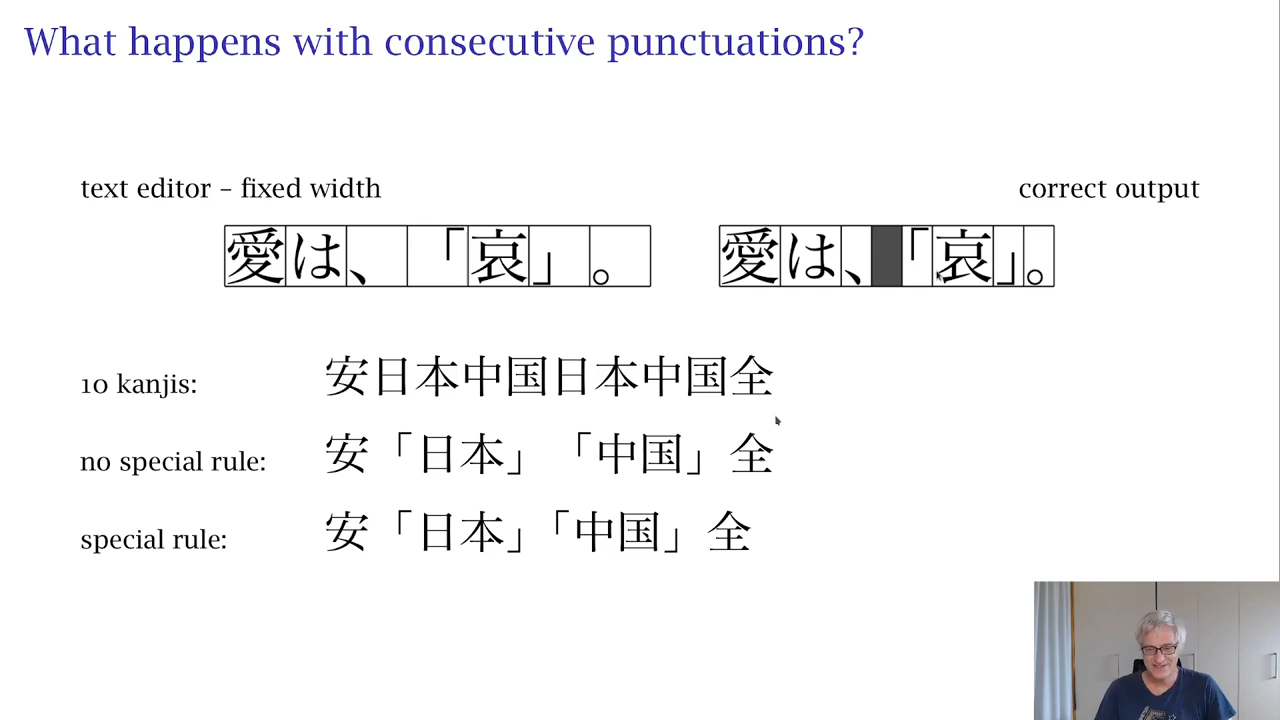 What happens with consecutive punctuations?
text editor – fixed width
correct output
愛は、「哀」。
愛は、「哀」。
10 kanjis:
安日本中国日本中国全
no special rule:
安「日本」「中国」全
special rule:
安「日本」「中国」全